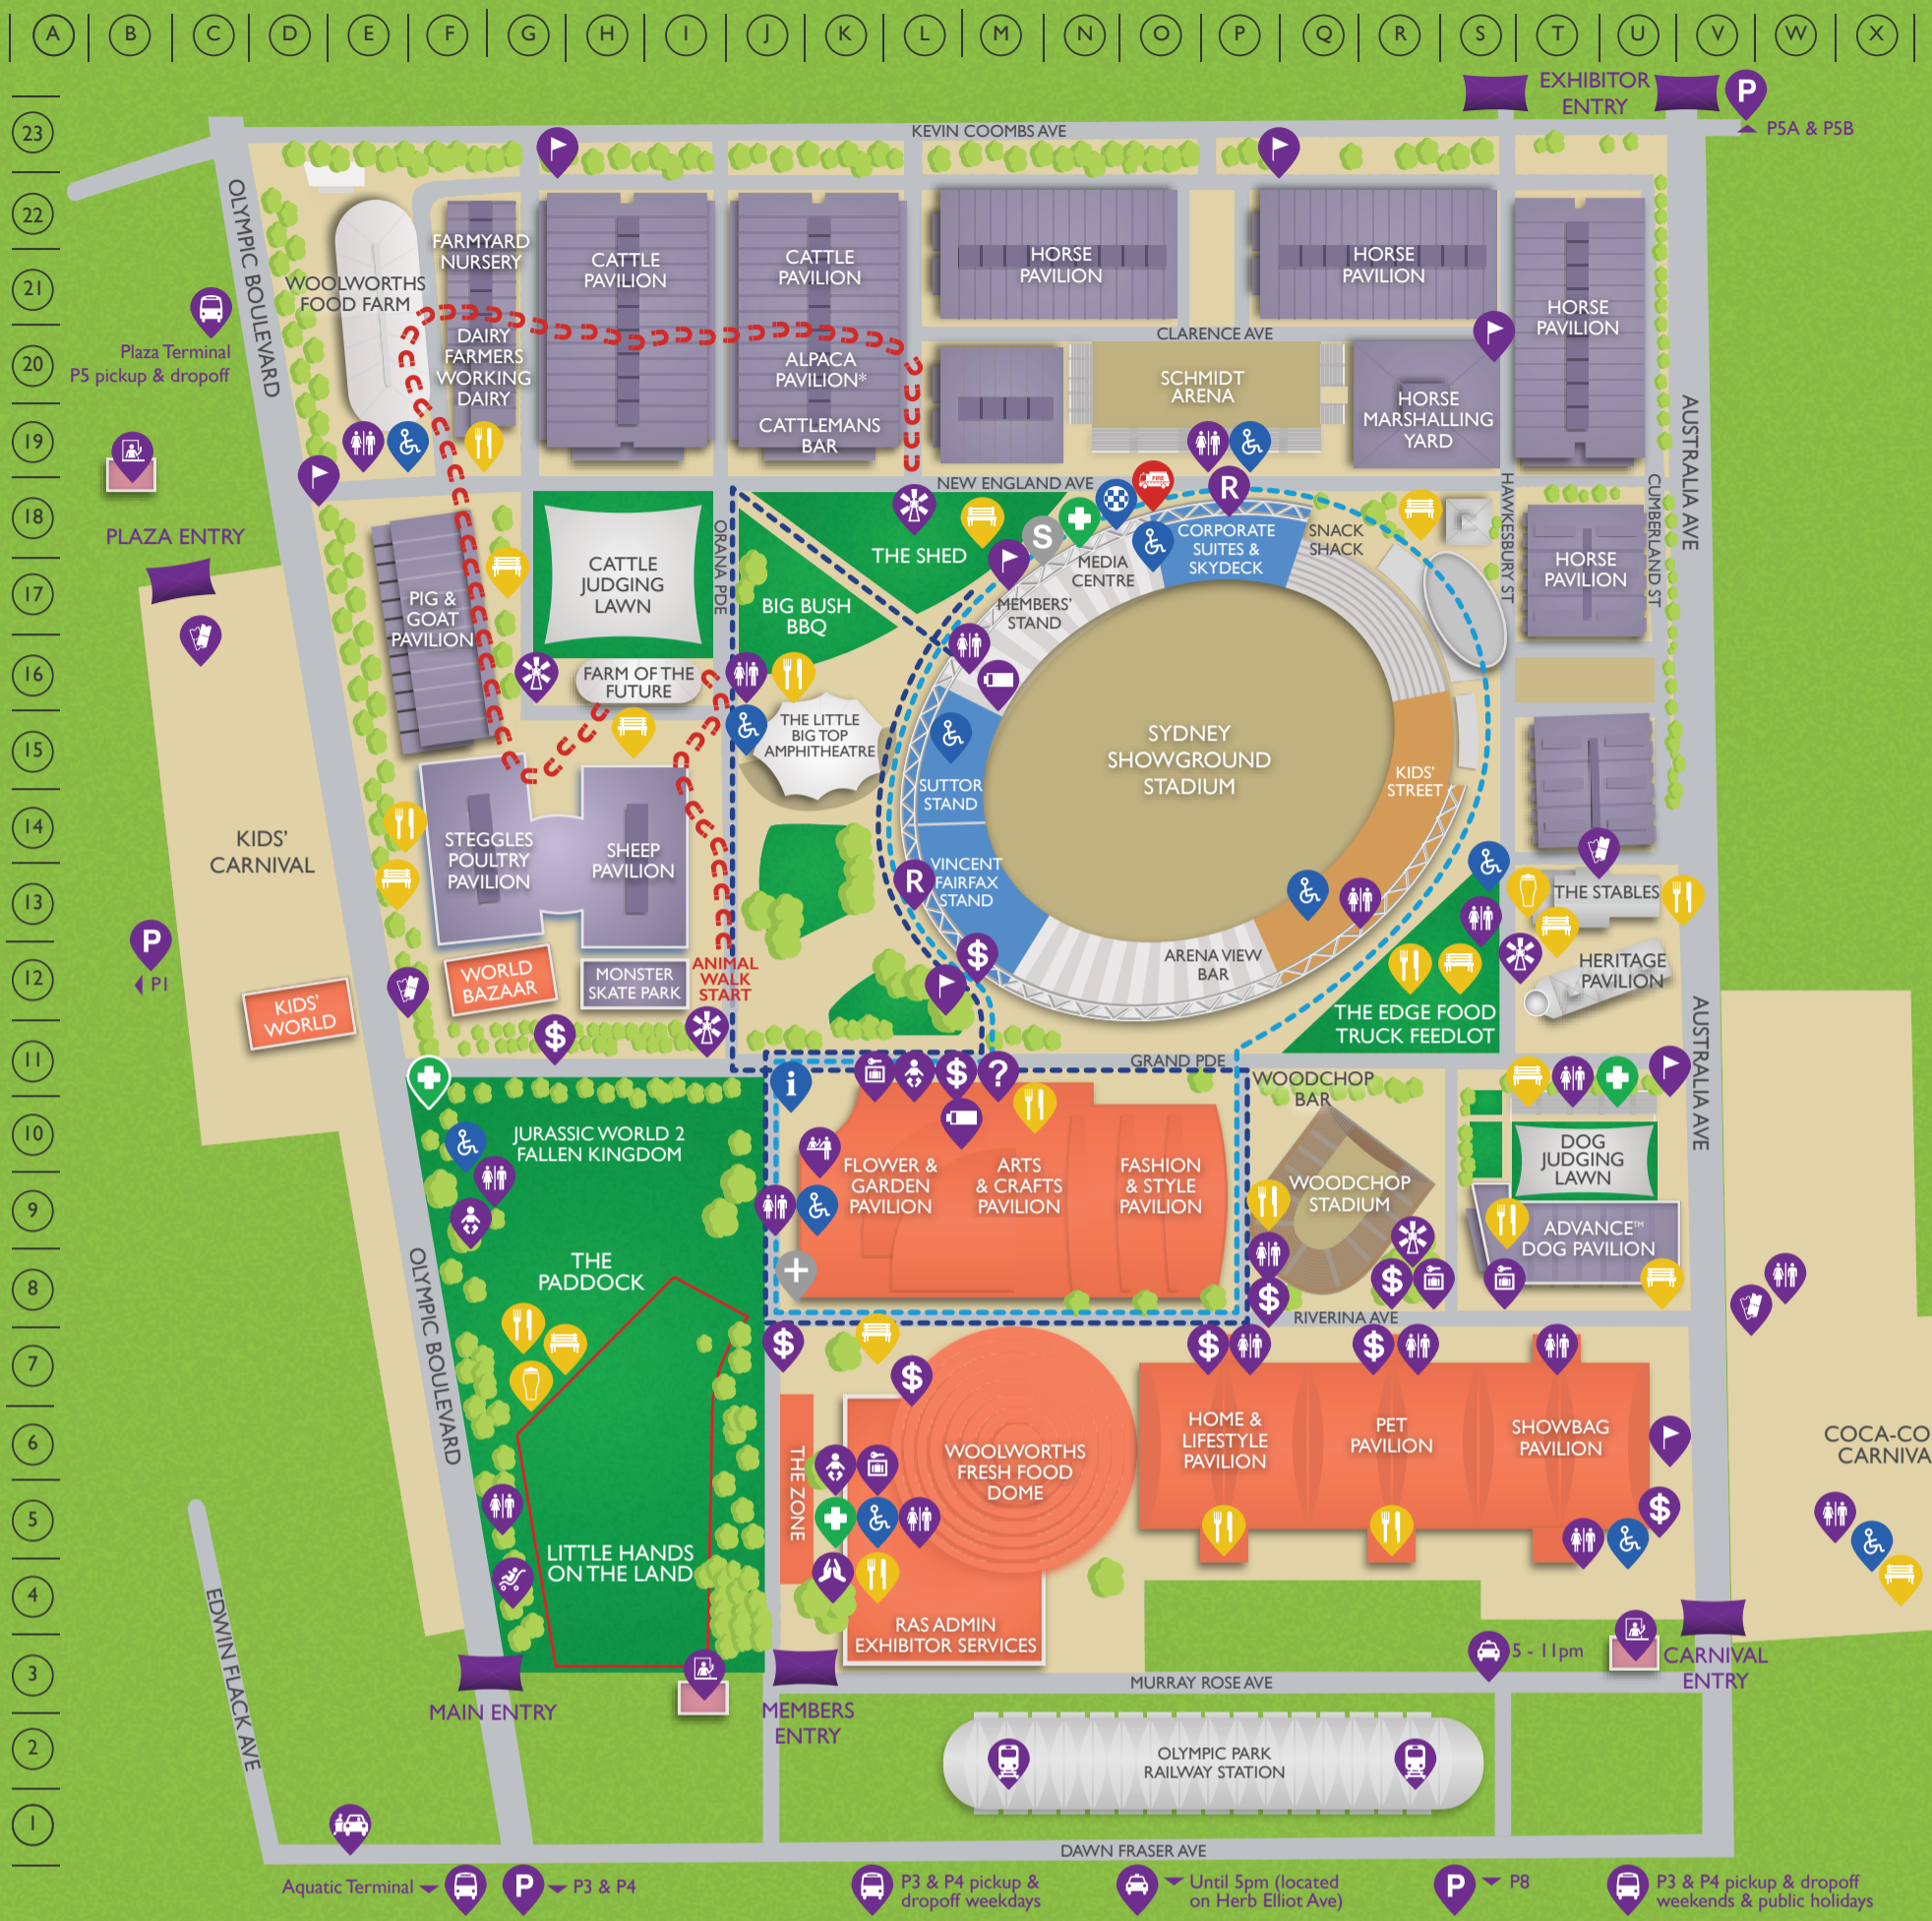 A B C D E F G H I J K L M N O P Q R S T U V W X
EXHIBITOR
ENTRY
P
P5A & P5B
23
KEVIN COOMBS AVE
22
21
20
19
18
17
16
15
14
13
12
11
10
9
8
7
6
5
4
3
2
1
OLYMPIC BOULEVARD
WOOLWORTHS
FOOD FARM
FARMYARD
NURSERY
DAIRY
FARMERS
WORKING
DAIRY
CATTLE
PAVILION
CATTLE
PAVILION
ALPACA
PAVILION*
CATTLEMANS
BAR
HORSE
PAVILION
HORSE
PAVILION
HORSE
PAVILION
CLARENCE AVE
SCHMIDT
ARENA
HORSE
MARSHALLING
YARD
AUSTRALIA AVE
Plaza Terminal
P5 pickup & dropoff
PLAZA ENTRY
NEW ENGLAND AVE
FIRE
R
S
HAWKESBURY ST
CUMBERLAND ST
ORANA PDE
PIG &
GOAT
PAVILION
CATTLE
JUDGING
LAWN
FARM OF THE
FUTURE
THE SHED
BIG BUSH
BBQ
THE LITTLE
BIG TOP
AMPHITHEATRE
MEDIA
CENTRE
MEMBERS'
STAND
CORPORATE
SUITES &
SKYDECK
SNACK
SHACK
HORSE
PAVILION
SYDNEY
SHOWGROUND
STADIUM
SUTTOR
STAND
R
VINCENT
FAIRFAX
STAND
KIDS'
STREET
ARENA VIEW
BAR
KIDS'
CARNIVAL
P
P1
KIDS'
WORLD
STEGGLES
POULTRY
PAVILION
SHEEP
PAVILION
WORLD
BAZAAR
MONSTER
SKATE PARK
ANIMAL
WALK
START
$
$
THE STABLES
HERITAGE
PAVILION
THE EDGE FOOD
TRUCK FEEDLOT
AUSTRALIA AVE
GRAND PDE
i
$
?
WOODCHOP
BAR
JURASSIC WORLD 2
FALLEN KINGDOM
FLOWER &
GARDEN
PAVILION
ARTS
& CRAFTS
PAVILION
FASHION
& STYLE
PAVILION
WOODCHOP
STADIUM
DOG
JUDGING
LAWN
ADVANCE™
DOG PAVILION
THE
PADDOCK
OLYMPIC BOULEVARD
$
$
RIVERINA AVE
$
$
$
$
THE ZONE
WOOLWORTHS
FRESH FOOD
DOME
HOME &
LIFESTYLE
PAVILION
PET
PAVILION
SHOWBAG
PAVILION
$
COCA-CO
CARNIVA
LITTLE HANDS
ON THE LAND
RAS ADMIN
EXHIBITOR SERVICES
EDWIN FLACK AVE
MAIN ENTRY
MEMBERS
ENTRY
MURRAY ROSE AVE
5 - 11pm
CARNIVAL
ENTRY
OLYMPIC PARK
RAILWAY STATION
DAWN FRASER AVE
Aquatic Terminal
P
P3 & P4
P3 & P4 pickup &
dropoff weekdays
Until 5pm (located
on Herb Elliot Ave)
P
P8
P3 & P4 pickup & dropoff
weekends & public holidays